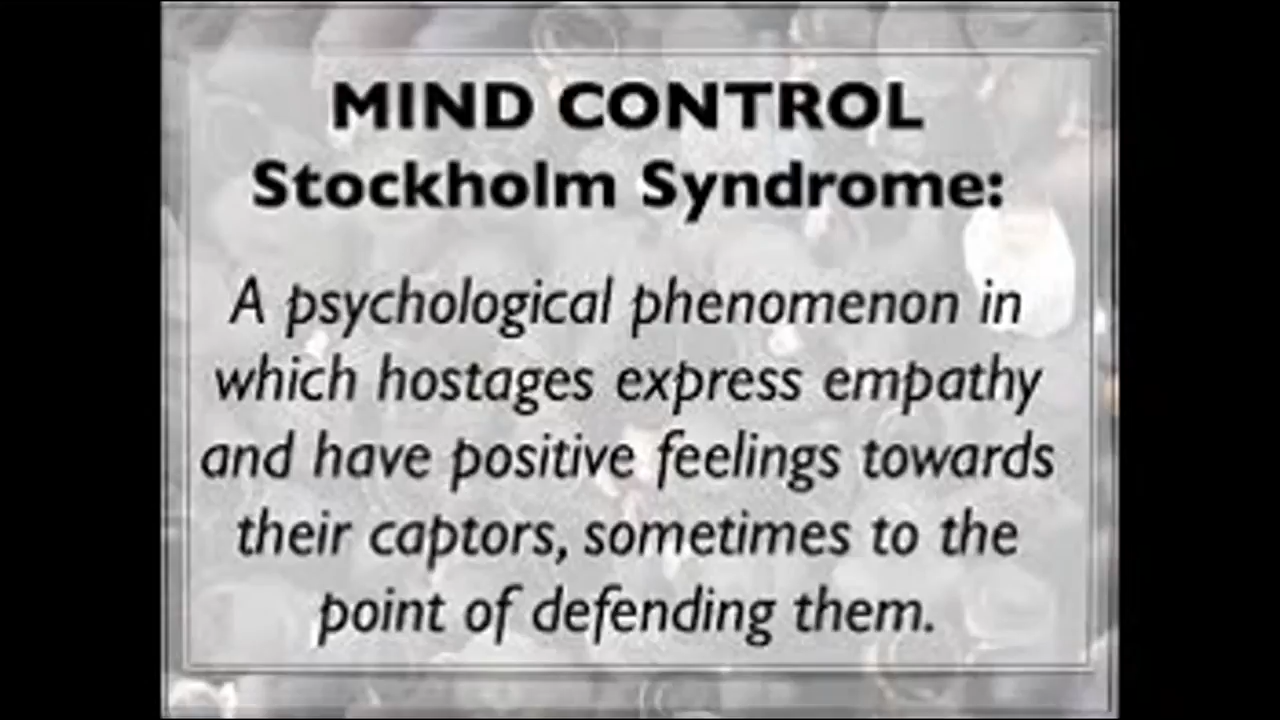 MIND CONTROL
Stockholm Syndrome:
A psychological phenomenon in
which hostages express empathy
and have positive feelings towards
their captors, sometimes to the
point of defending them.